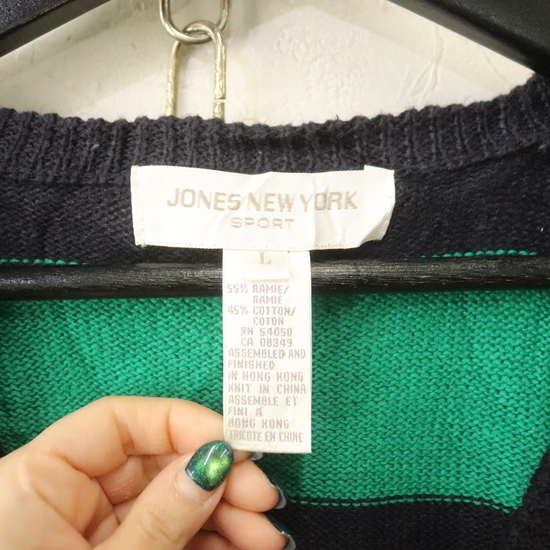 JONES NEW YORK
SPORT
L
55% RAMIE/
RAMIE
45% COTTON/
COTON
RN 54050
CA 08349
ASSEMBLED AND
FINISHED
IN HONG KONG
KNIT IN CHINA
ASSEMBLE ET
FINI A
HONG KONG
TRICOTE EN CHINE